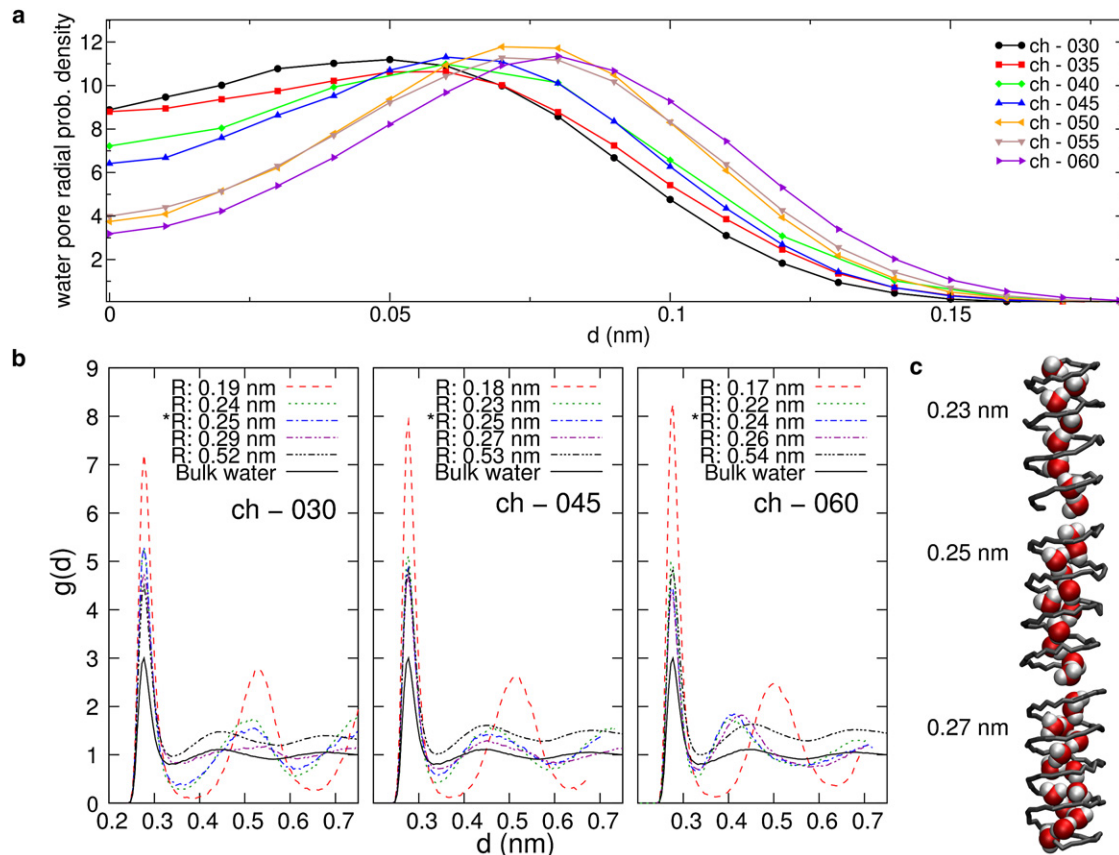 a
water pore radial prob. density
12
10
8
6
4
2
0 0.05 0.1 0.15
d (nm)
ch - 030
ch - 035
ch - 040
ch - 045
ch - 050
ch - 055
ch - 060
b
g(d)
9
8
7
6
5
4
3
2
1
0
R: 0.19 nm
R: 0.24 nm
*R: 0.25 nm
R: 0.29 nm
R: 0.52 nm
Bulk water
ch – 030
0.2 0.3 0.4 0.5 0.6 0.7
R: 0.18 nm
R: 0.23 nm
*R: 0.25 nm
R: 0.27 nm
R: 0.53 nm
Bulk water
ch – 045
0.3 0.4 0.5 0.6 0.7
R: 0.17 nm
R: 0.22 nm
*R: 0.24 nm
R: 0.26 nm
R: 0.54 nm
Bulk water
ch – 060
0.3 0.4 0.5 0.6 0.7
d (nm)
c
0.23 nm
0.25 nm
0.27 nm